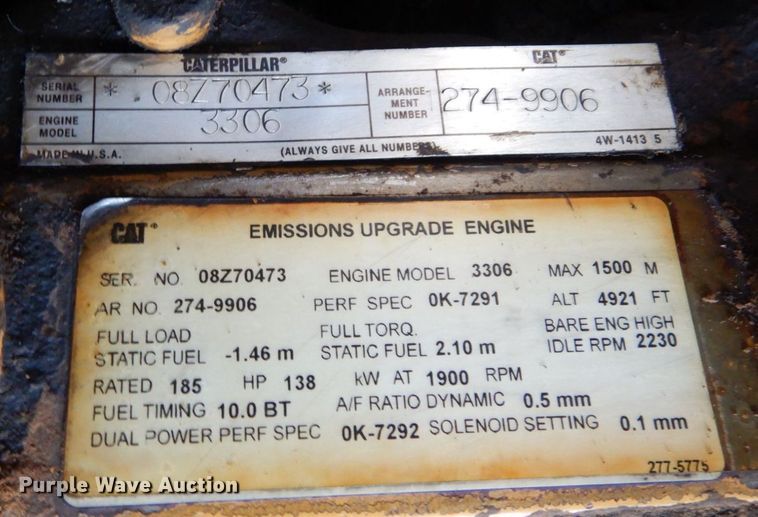 CATERPILLAR® CAT®
SERIAL NUMBER * 08Z70473 * ARRANGE- MENT NUMBER 274-9906
ENGINE MODEL 3306
MADE IN U.S.A. (ALWAYS GIVE ALL NUMBERS) 4W-1413 5
CAT® EMISSIONS UPGRADE ENGINE
SER. NO. 08Z70473 ENGINE MODEL 3306 MAX 1500 M
AR NO. 274-9906 PERF SPEC 0K-7291 ALT 4921 FT
FULL LOAD FULL TORQ. BARE ENG HIGH
STATIC FUEL -1.46 m STATIC FUEL 2.10 m IDLE RPM 2230
RATED 185 HP 138 kW AT 1900 RPM
FUEL TIMING 10.0 BT A/F RATIO DYNAMIC 0.5 mm
DUAL POWER PERF SPEC 0K-7292 SOLENOID SETTING 0.1 mm
277-5775
Purple Wave Auction